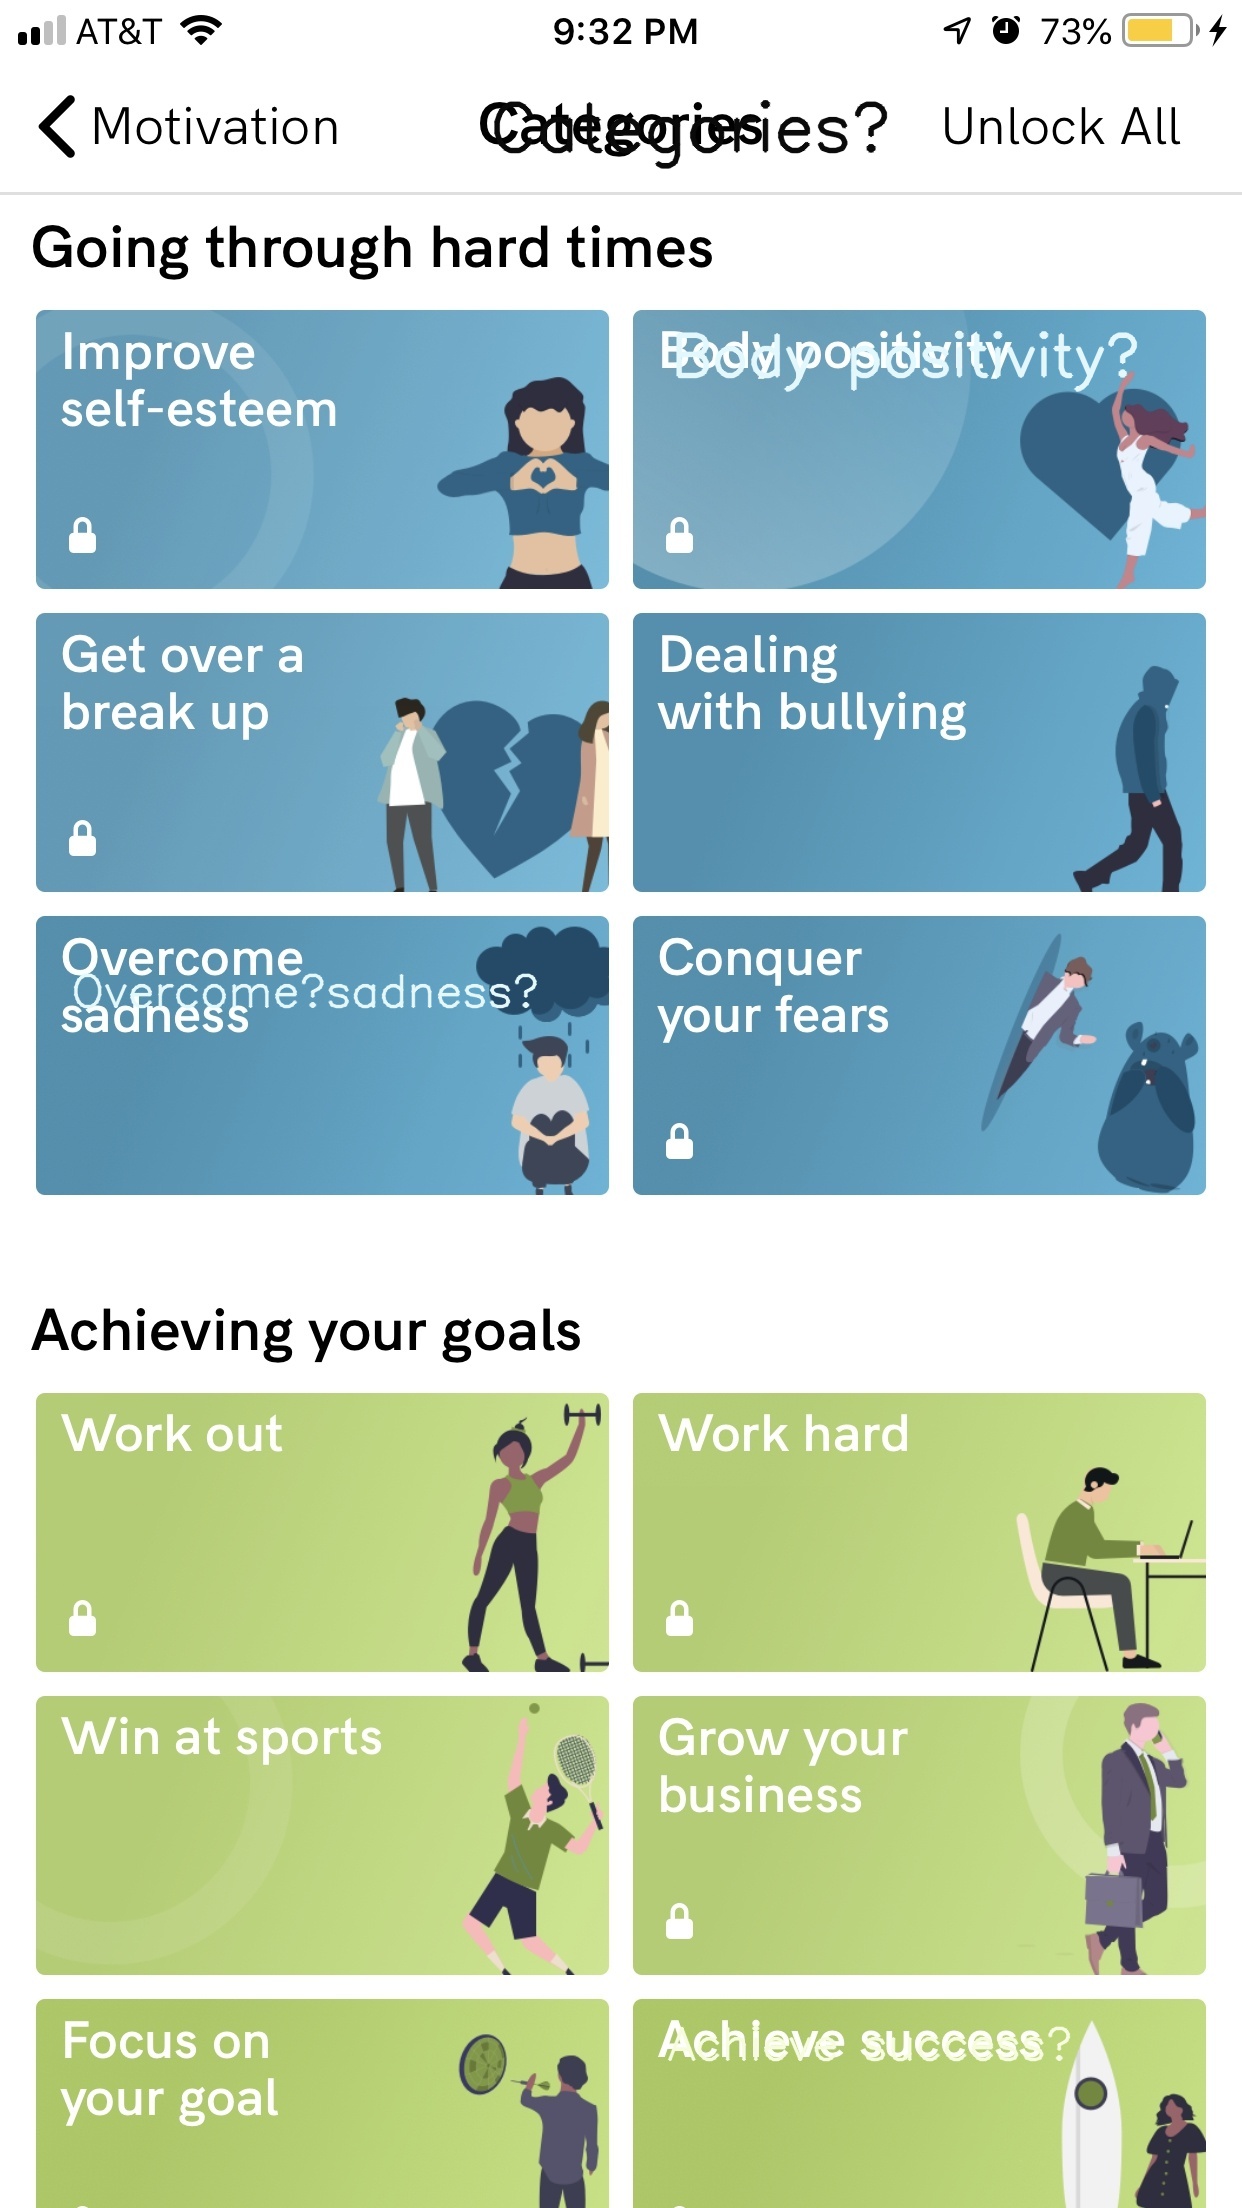 AT&T 9:32 PM 73%
Motivation Categories Categories? Unlock All
Going through hard times
Improve
self-esteem
Body positivity
Body positivity?
Get over a
break up
Dealing
with bullying
Overcome
Overcome?sadness?
sadness
Conquer
your fears
Achieving your goals
Work out
Work hard
Win at sports
Grow your
business
Focus on
your goal
Achieve success
Achieve success?